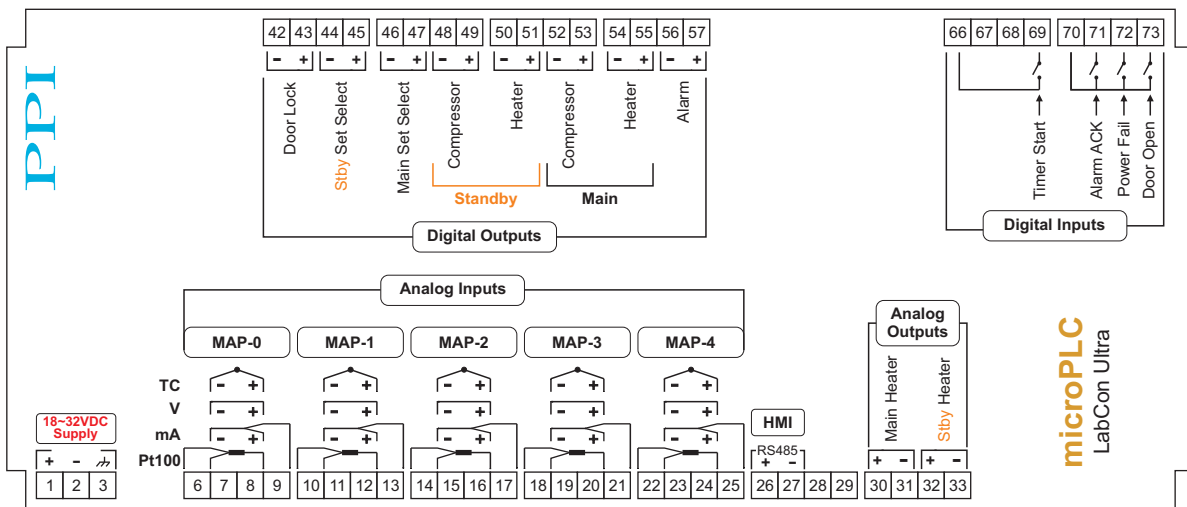 42 43 44 45 46 47 48 49 50 51 52 53 54 55 56 57
66 67 68 69 70 71 72 73
- + - + - + - + - + - + - + - +
PPI
Door Lock
Stby Set Select
Main Set Select
Compressor
Heater
Compressor
Heater
Alarm
Standby
Main
Digital Outputs
Timer Start
Alarm ACK
Power Fail
Door Open
Digital Inputs
Analog Inputs
MAP-0 MAP-1 MAP-2 MAP-3 MAP-4
TC - + - + - + - + - +
V - + - + - + - + - +
mA - + - + - + - + - +
Pt100
18~32VDC
Supply
+ -
1 2 3
6 7 8 9 10 11 12 13 14 15 16 17 18 19 20 21 22 23 24 25
HMI
RS485
+ -
26 27 28 29
Analog
Outputs
Main Heater
Stby Heater
+ - + -
30 31 32 33
microPLC
LabCon Ultra